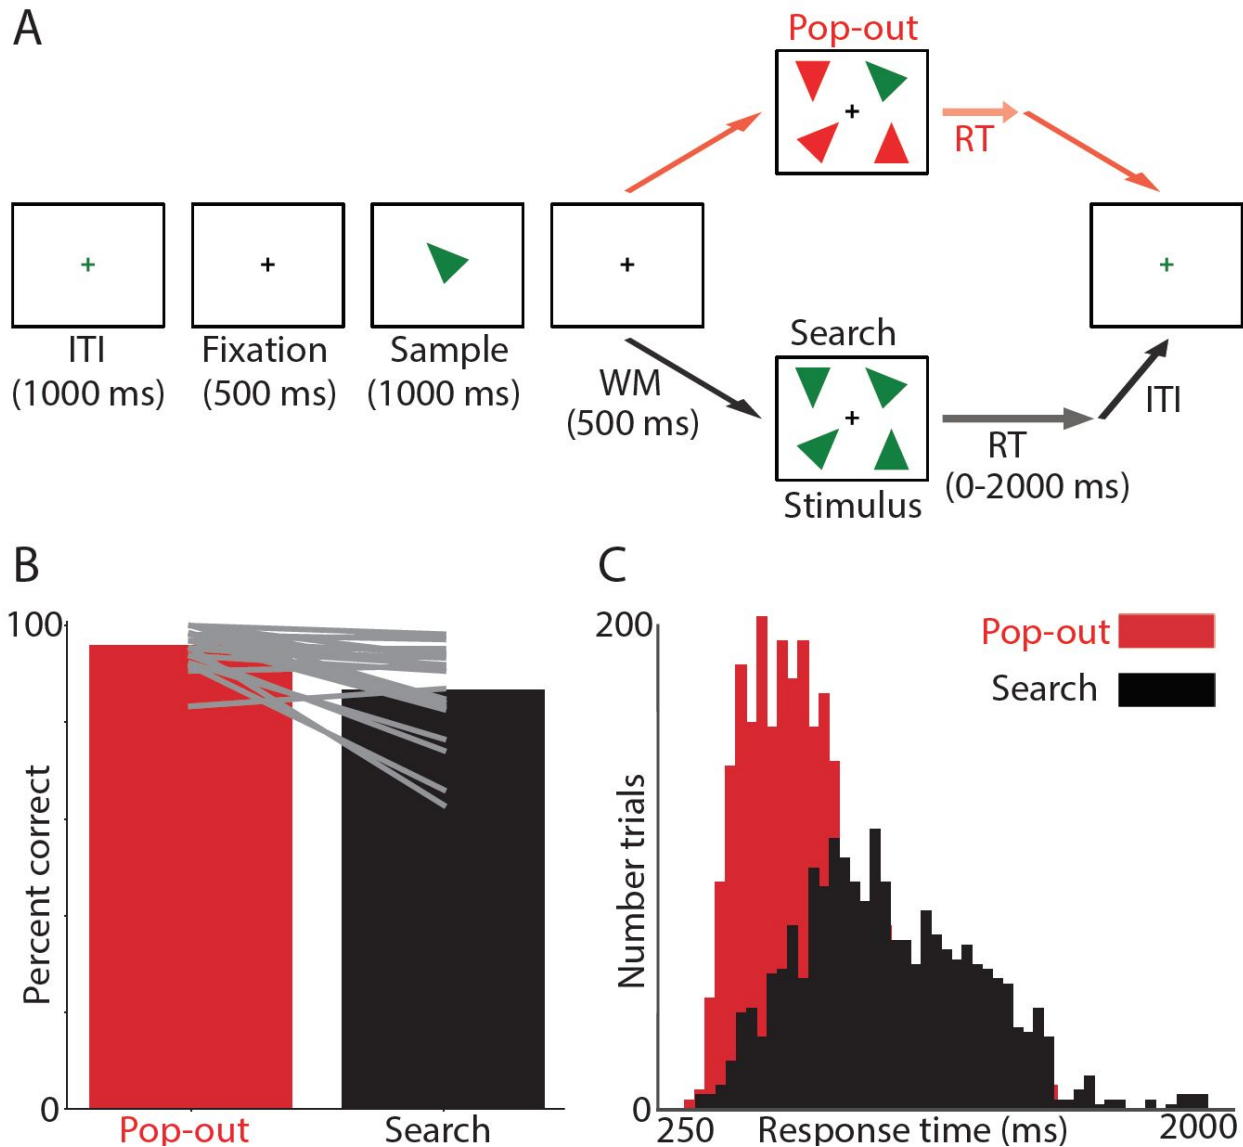 A
Pop-out
RT
ITI
(1000 ms)
Fixation
(500 ms)
Sample
(1000 ms)
WM
(500 ms)
Search
Stimulus
RT
(0-2000 ms)
ITI
B
100
Percent correct
0
Pop-out
Search
C
200
Pop-out
Search
Number trials
0
250
Response time (ms)
2000